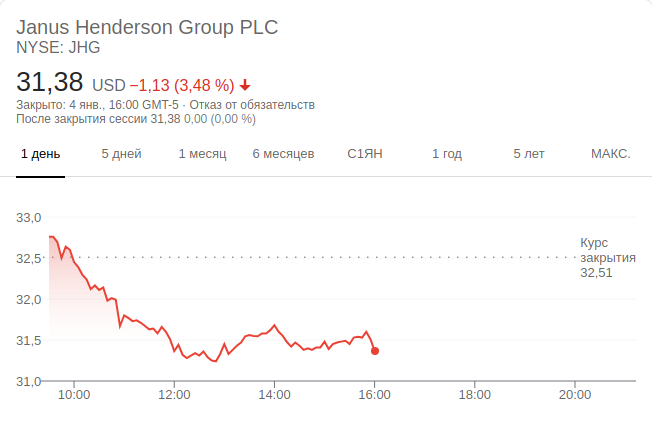 Janus Henderson Group PLC
NYSE: JHG
31,38 USD −1,13 (3,48 %)
Закрыто: 4 янв., 16:00 GMT-5 · Отказ от обязательств
После закрытия сессии 31,38 0,00 (0,00 %)
1 день 5 дней 1 месяц 6 месяцев С1ЯН 1 год 5 лет МАКС.
33,0
Курс
32,5 закрытия
32,51
32,0
31,5
31,0
10:00 12:00 14:00 16:00 18:00 20:00